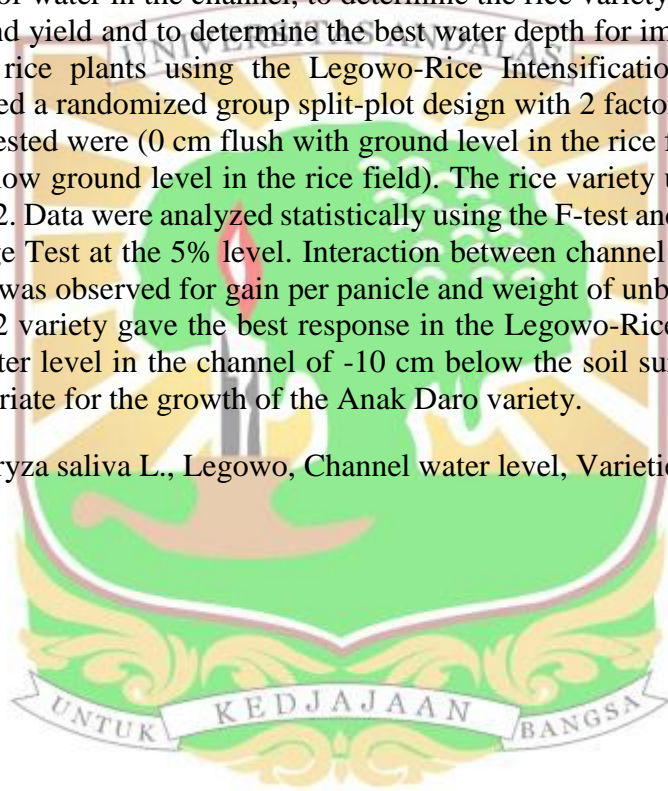 of water in the channel, to determine the rice variety
nd yield and to determine the best water depth for im
rice plants using the Legowo-Rice Intensification
ed a randomized group split-plot design with 2 facto
ested were (0 cm flush with ground level in the rice f
low ground level in the rice field). The rice variety u
2. Data were analyzed statistically using the F-test and
ge Test at the 5% level. Interaction between channel
was observed for gain per panicle and weight of unb
2 variety gave the best response in the Legowo-Rice
ter level in the channel of -10 cm below the soil su
riate for the growth of the Anak Daro variety.
ryza saliva L., Legowo, Channel water level, Varietie
UNIVERSITAS ANDALAS
UNTUK KEDJAJAAN BANGSA